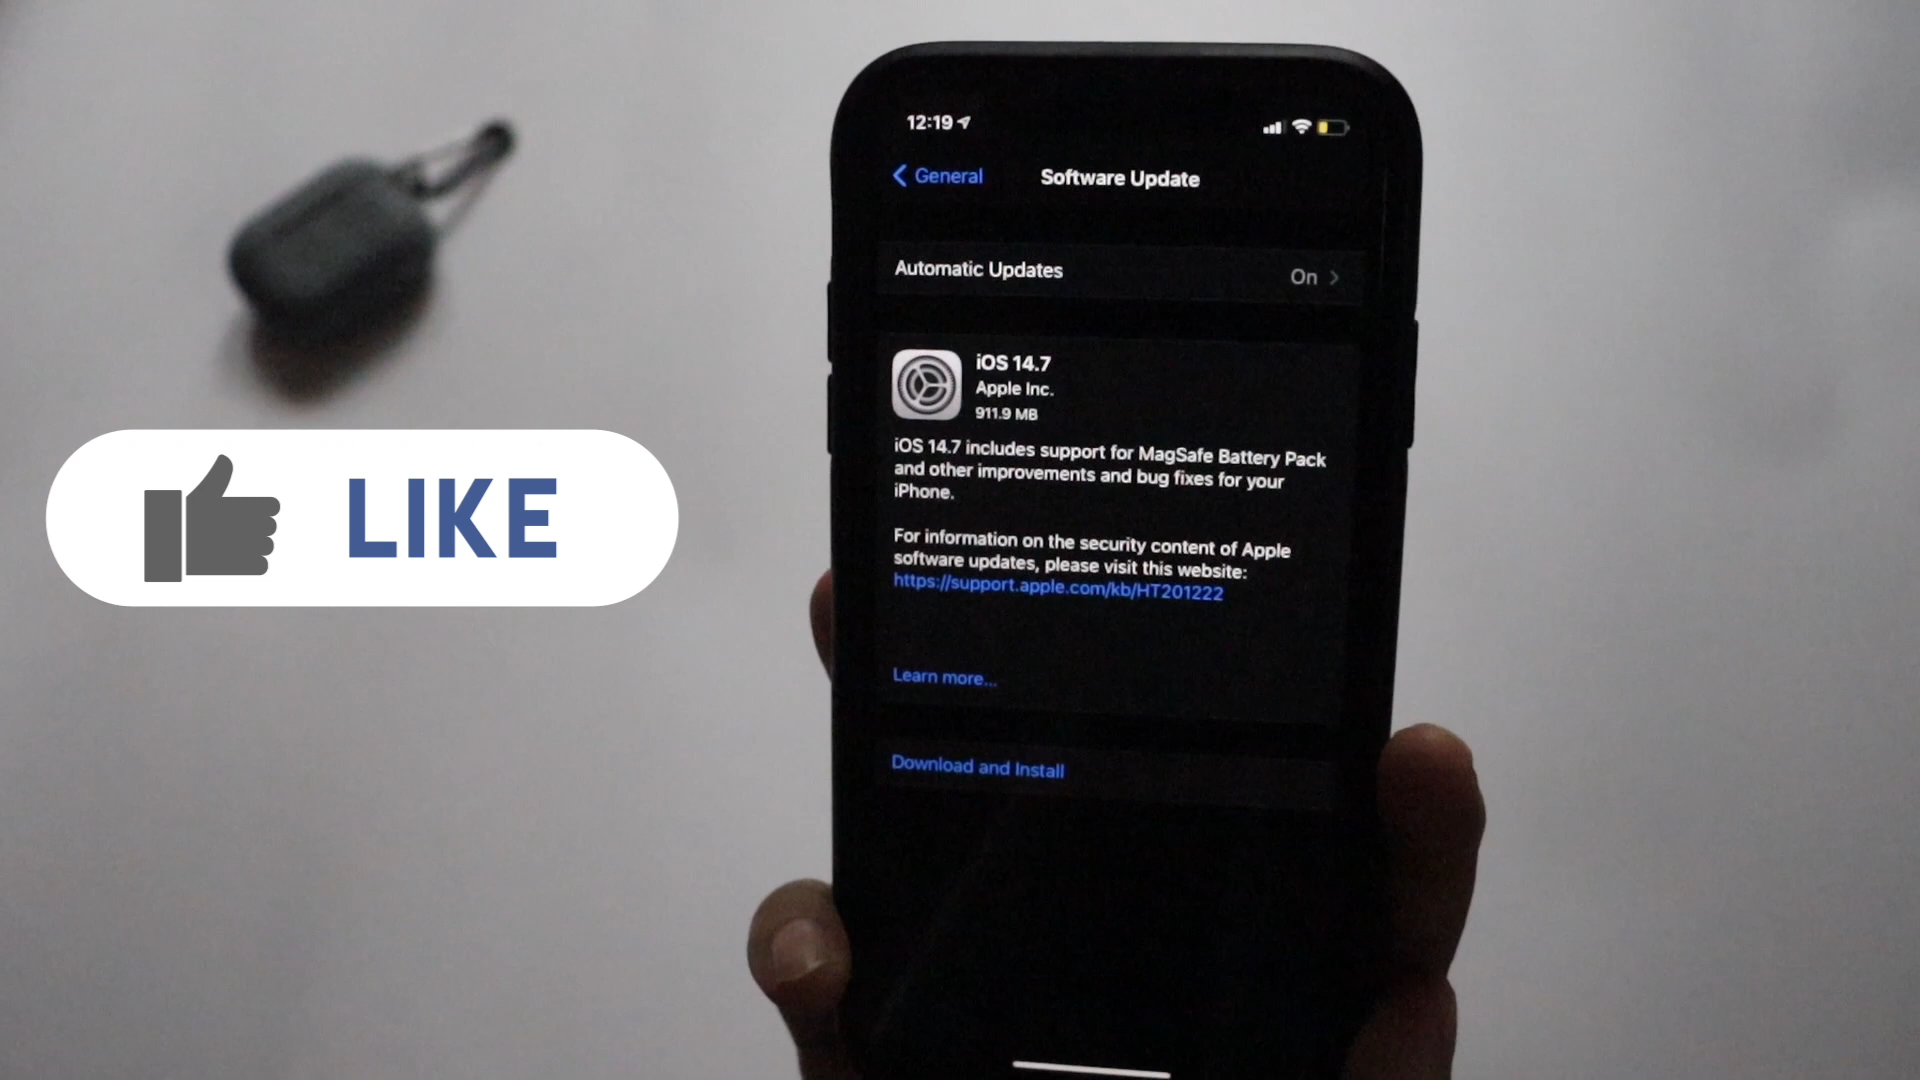 12:19
General
Software Update
Automatic Updates
On
iOS 14.7
Apple Inc.
911.9 MB
iOS 14.7 includes support for MagSafe Battery Pack
and other improvements and bug fixes for your
iPhone.
For information on the security content of Apple
software updates, please visit this website:
https://support.apple.com/kb/HT201222
Learn more...
Download and Install
LIKE